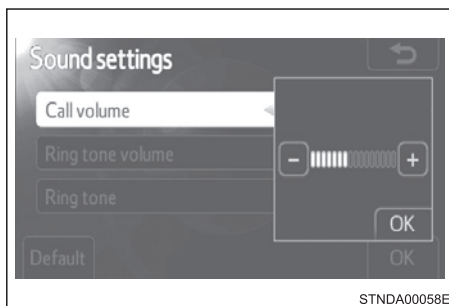 Sound settings
Call volume
Ring tone volume
Ring tone
- +
OK
Default
OK
STNDA00058E